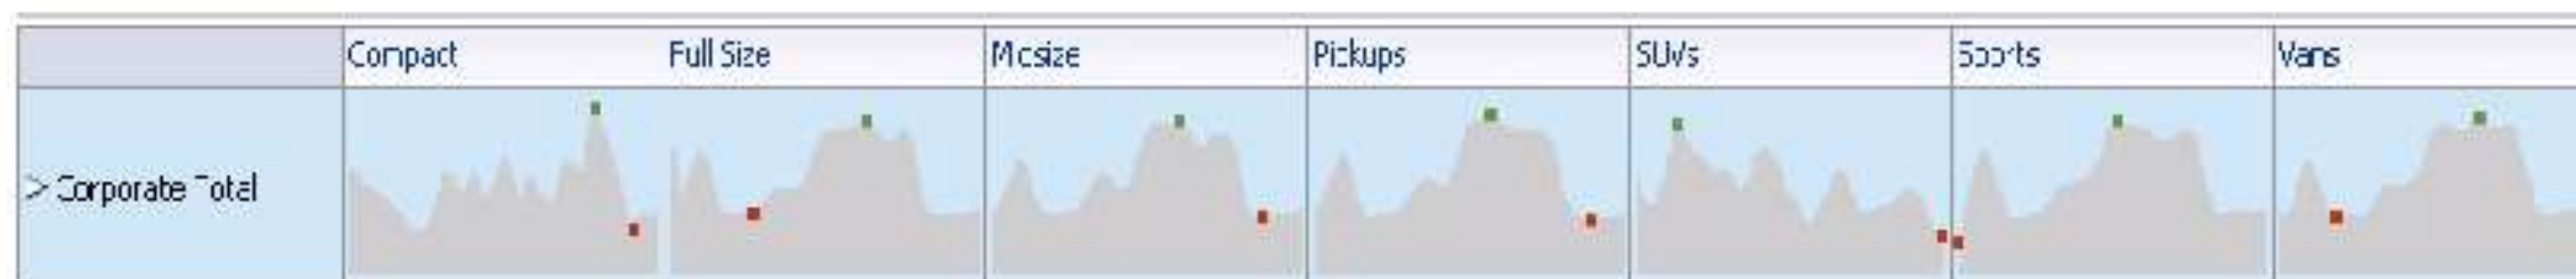 Compact Full Size Midsize Pickups SUVs Sports Vans
> Corporate Total